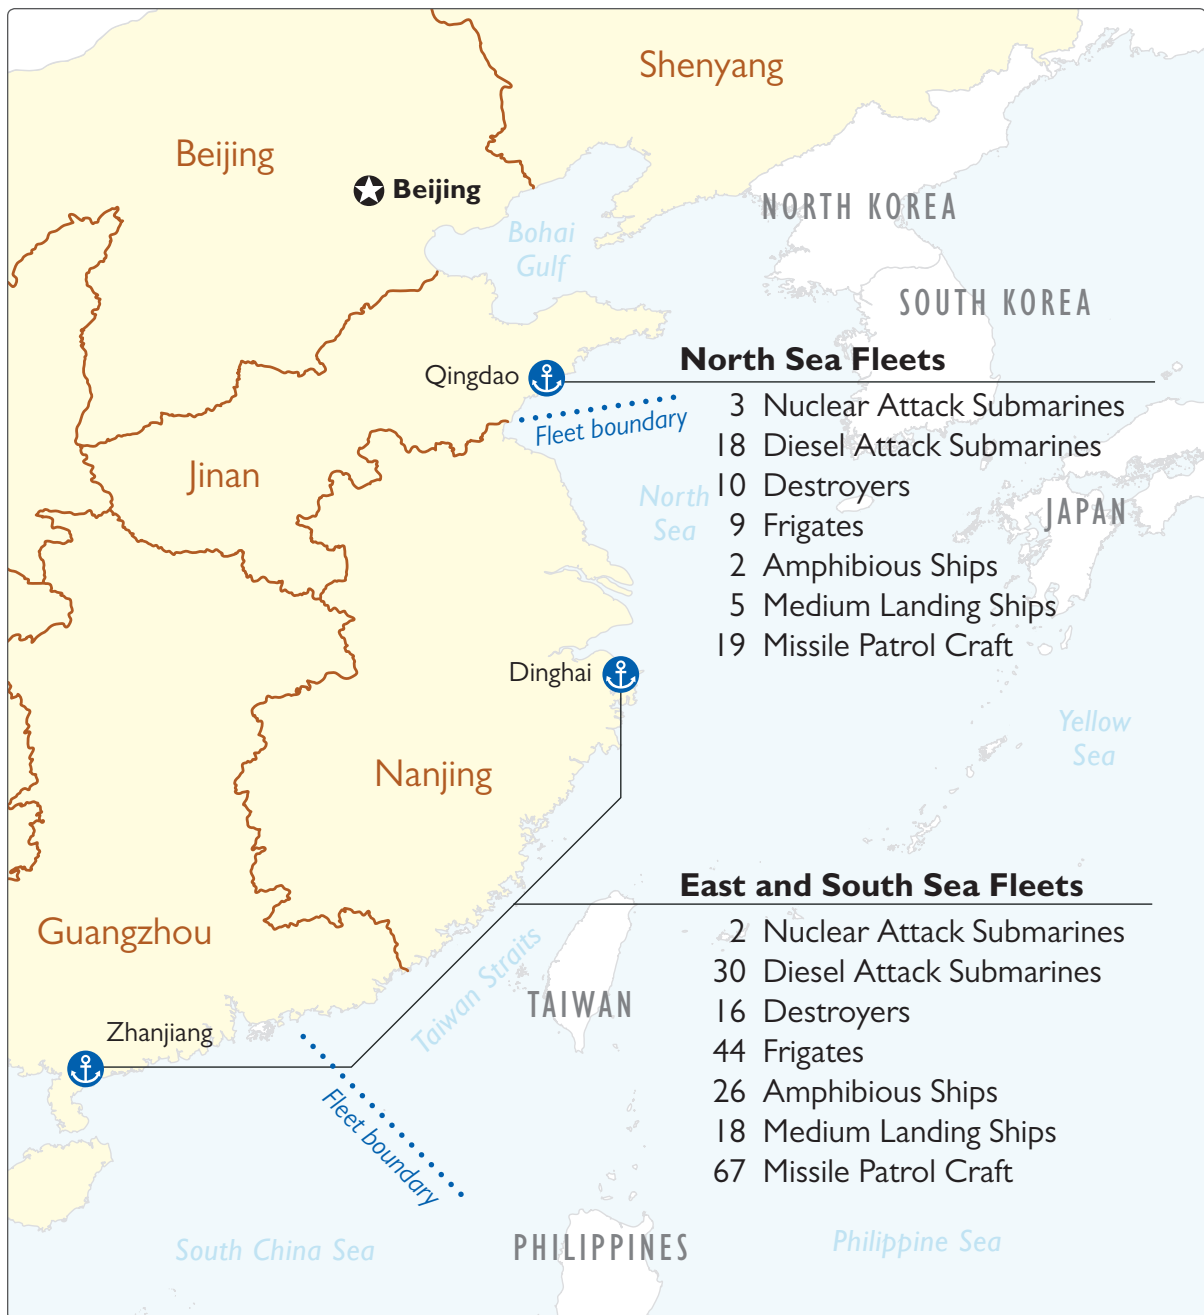 Shenyang
Beijing
Beijing
NORTH KOREA
Bohai
Gulf
SOUTH KOREA
North Sea Fleets
Qingdao
3 Nuclear Attack Submarines
18 Diesel Attack Submarines
10 Destroyers
9 Frigates
2 Amphibious Ships
5 Medium Landing Ships
19 Missile Patrol Craft
Fleet boundary
Jinan
North
Sea
JAPAN
Dinghai
Yellow
Sea
Nanjing
East and South Sea Fleets
2 Nuclear Attack Submarines
30 Diesel Attack Submarines
16 Destroyers
44 Frigates
26 Amphibious Ships
18 Medium Landing Ships
67 Missile Patrol Craft
Guangzhou
Taiwan Straits
TAIWAN
Zhanjiang
Fleet boundary
South China Sea
PHILIPPINES
Philippine Sea